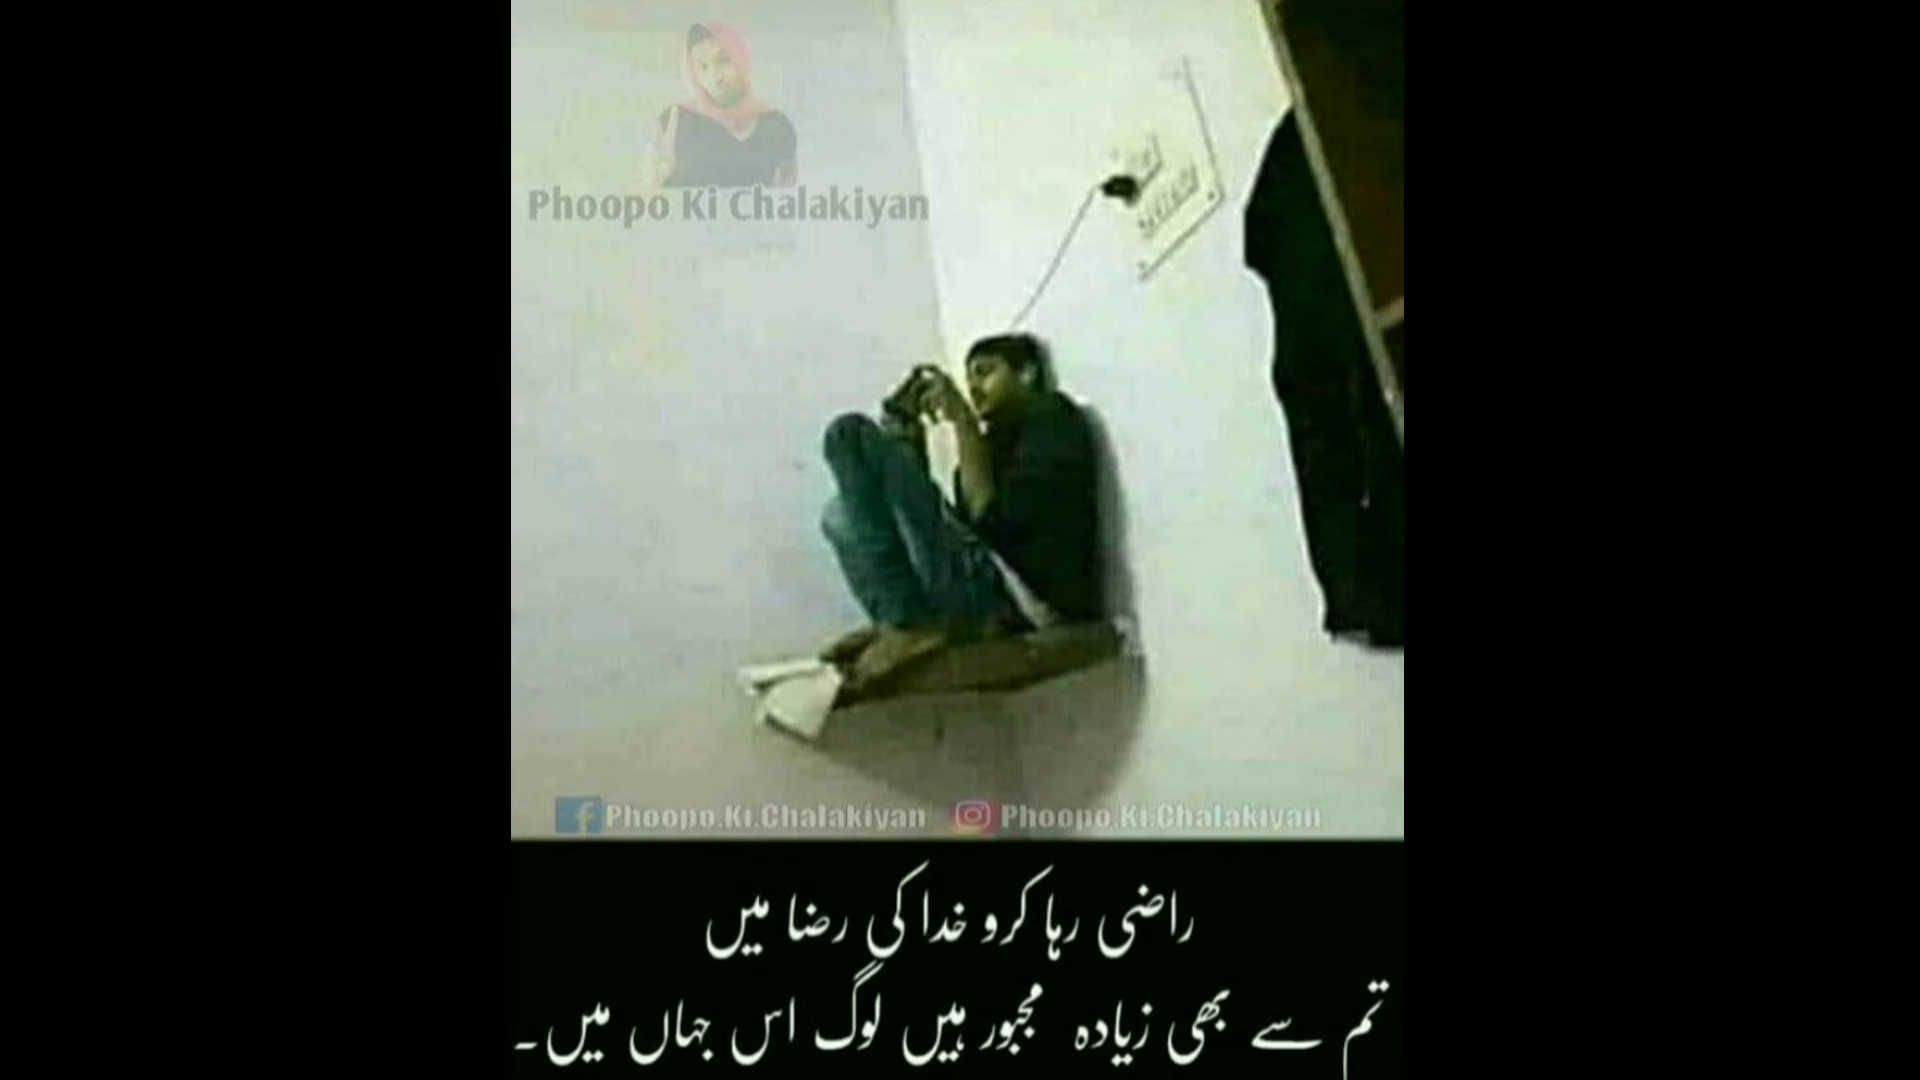 Phoopo Ki Chalakiyan
Phoopo.Ki.Chalakiyan Phoopo.Ki.Chalakiyan
راضی رہا کرو خدا کی رضا میں
تم سے بھی زیادہ مجبور ہیں لوگ اس جہاں میں۔